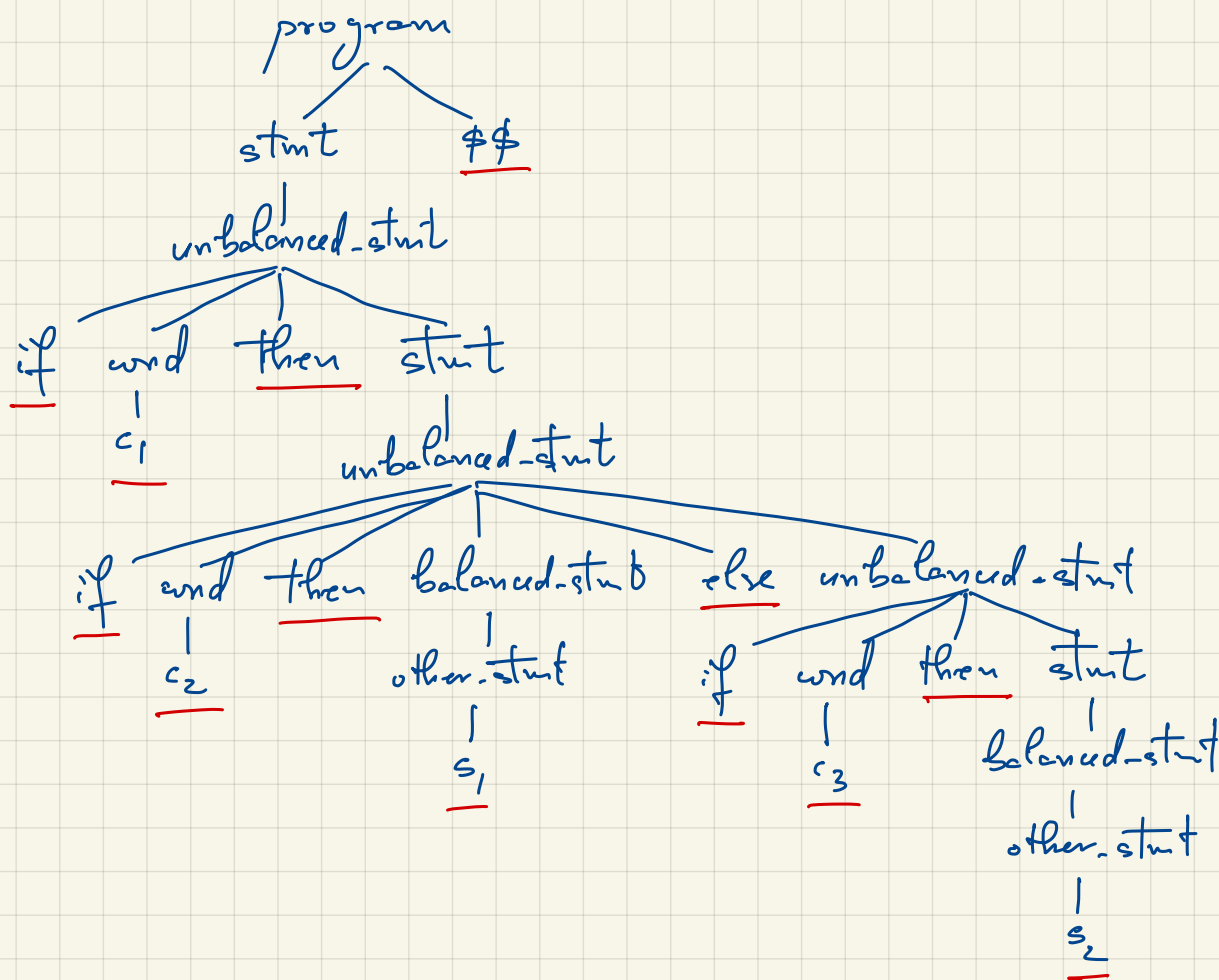 program
stmt $$
unbalanced_stmt
if cond then stmt
c1
unbalanced_stmt
if cond then balanced_stmt else unbalanced_stmt
c2 other_stmt if cond then stmt
s1 c3 balanced_stmt
other_stmt
s2